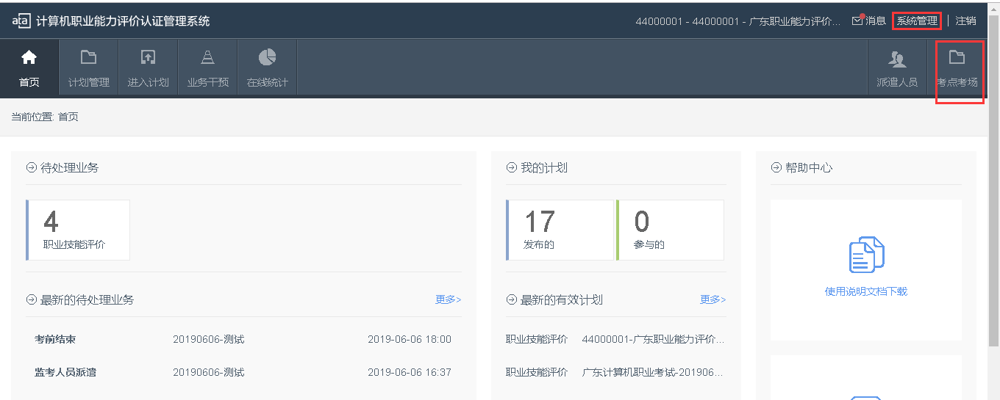 ata 计算机职业能力评价认证管理系统
44000001 - 44000001 - 广东职业能力评价... 消息 系统管理 注销
首页 计划管理 进入计划 业务干预 在线统计 派遣人员 考点考场
当前位置: 首页
待处理业务
4
职业技能评价
最新的待处理业务 更多>
考前结束 20190606-测试 2019-06-06 18:00
监考人员派遣 20190606-测试 2019-06-06 16:37
我的计划
17 0
发布的 参与的
最新的有效计划 更多>
职业技能评价 44000001-广东职业能力评价...
职业技能评价 广东计算机职业考试-201906...
帮助中心
使用说明文档下载